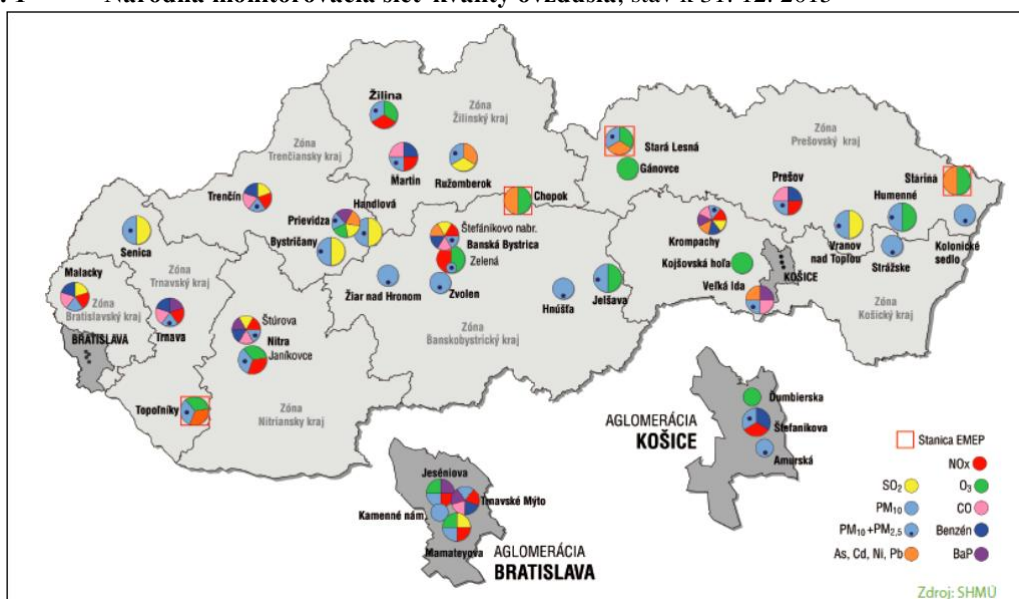 Národná monitorovacia sieť kvality ovzdušia, stav k 31. 12. 2015
Žilina
Zóna
Žilinský kraj
Zóna
Trenčiansky kraj
Martin
Ružomberok
Stará Lesná
Gánovce
Zóna
Prešovský kraj
Trenčín
Prievidza
Handlová
Bystričany
Chopok
Prešov
Starina
Humenné
Senica
Štefánikovo nabr.
Banská Bystrica
Zelená
Krompachy
Vranov
nad Topľou
Kolonické
sedlo
Strážske
Malacky
Zóna
Bratislavský kraj
Zóna
Trnavský kraj
Žiar nad Hronom
Zvolen
Hnúšťa
Jelšava
Kojšovská hoľa
KOŠICE
Veľká Ida
BRATISLAVA
Trnava
Štúrova
Nitra
Janíkovce
Zóna
Banskobystrický kraj
Zóna
Košický kraj
Topoľníky
Zóna
Nitriansky kraj
AGLOMERÁCIA
KOŠICE
Ďumbierska
Štefánikova
Amurská
Jeséniova
Trnavské Mýto
Kamenné nám.
Mamateyova
AGLOMERÁCIA
BRATISLAVA
Stanica EMEP
NOx
SO₂ O₃
PM₁₀ CO
PM₁₀+PM₂,₅ Benzén
As, Cd, Ni, Pb BaP
Zdroj: SHMÚ